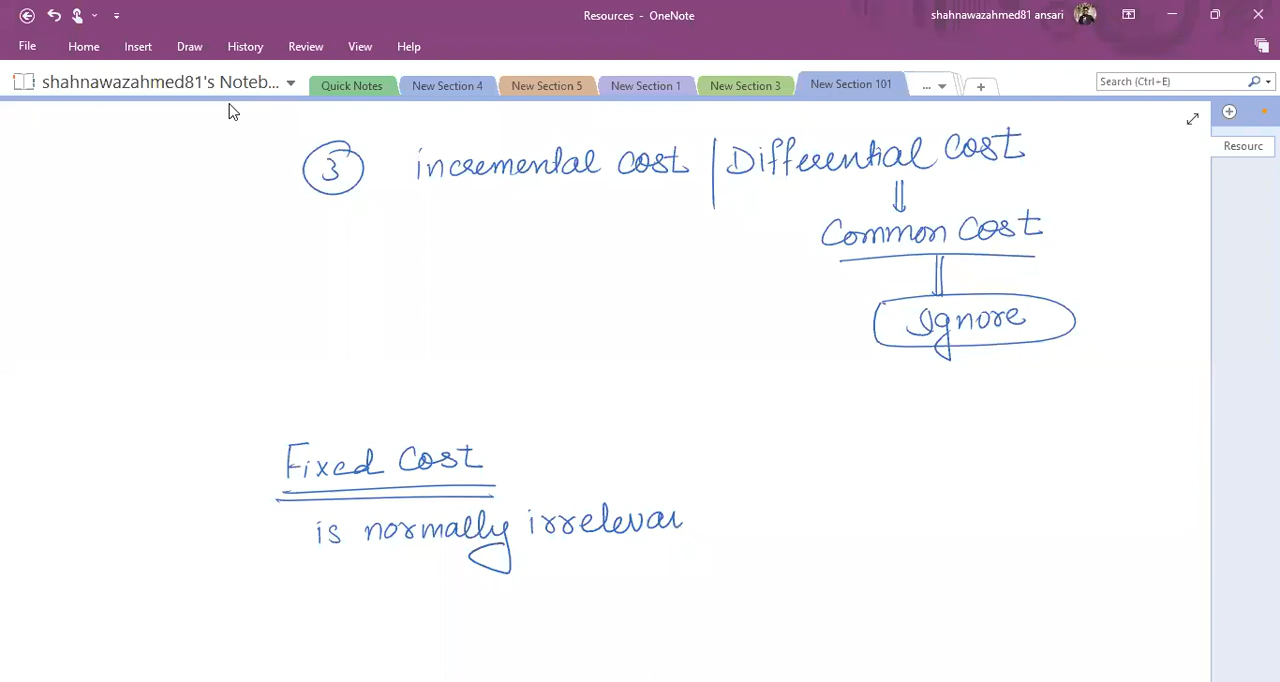 Resources - OneNote
shahnawazahmed81 ansari
File Home Insert Draw History Review View Help
shahnawazahmed81's Noteb...
Quick Notes New Section 4 New Section 5 New Section 1 New Section 3 New Section 101 ...
Search (Ctrl+E)
Resourc
3 incremental cost | Differential cost
Common cost
Ignore
Fixed cost
is normally irrelevan